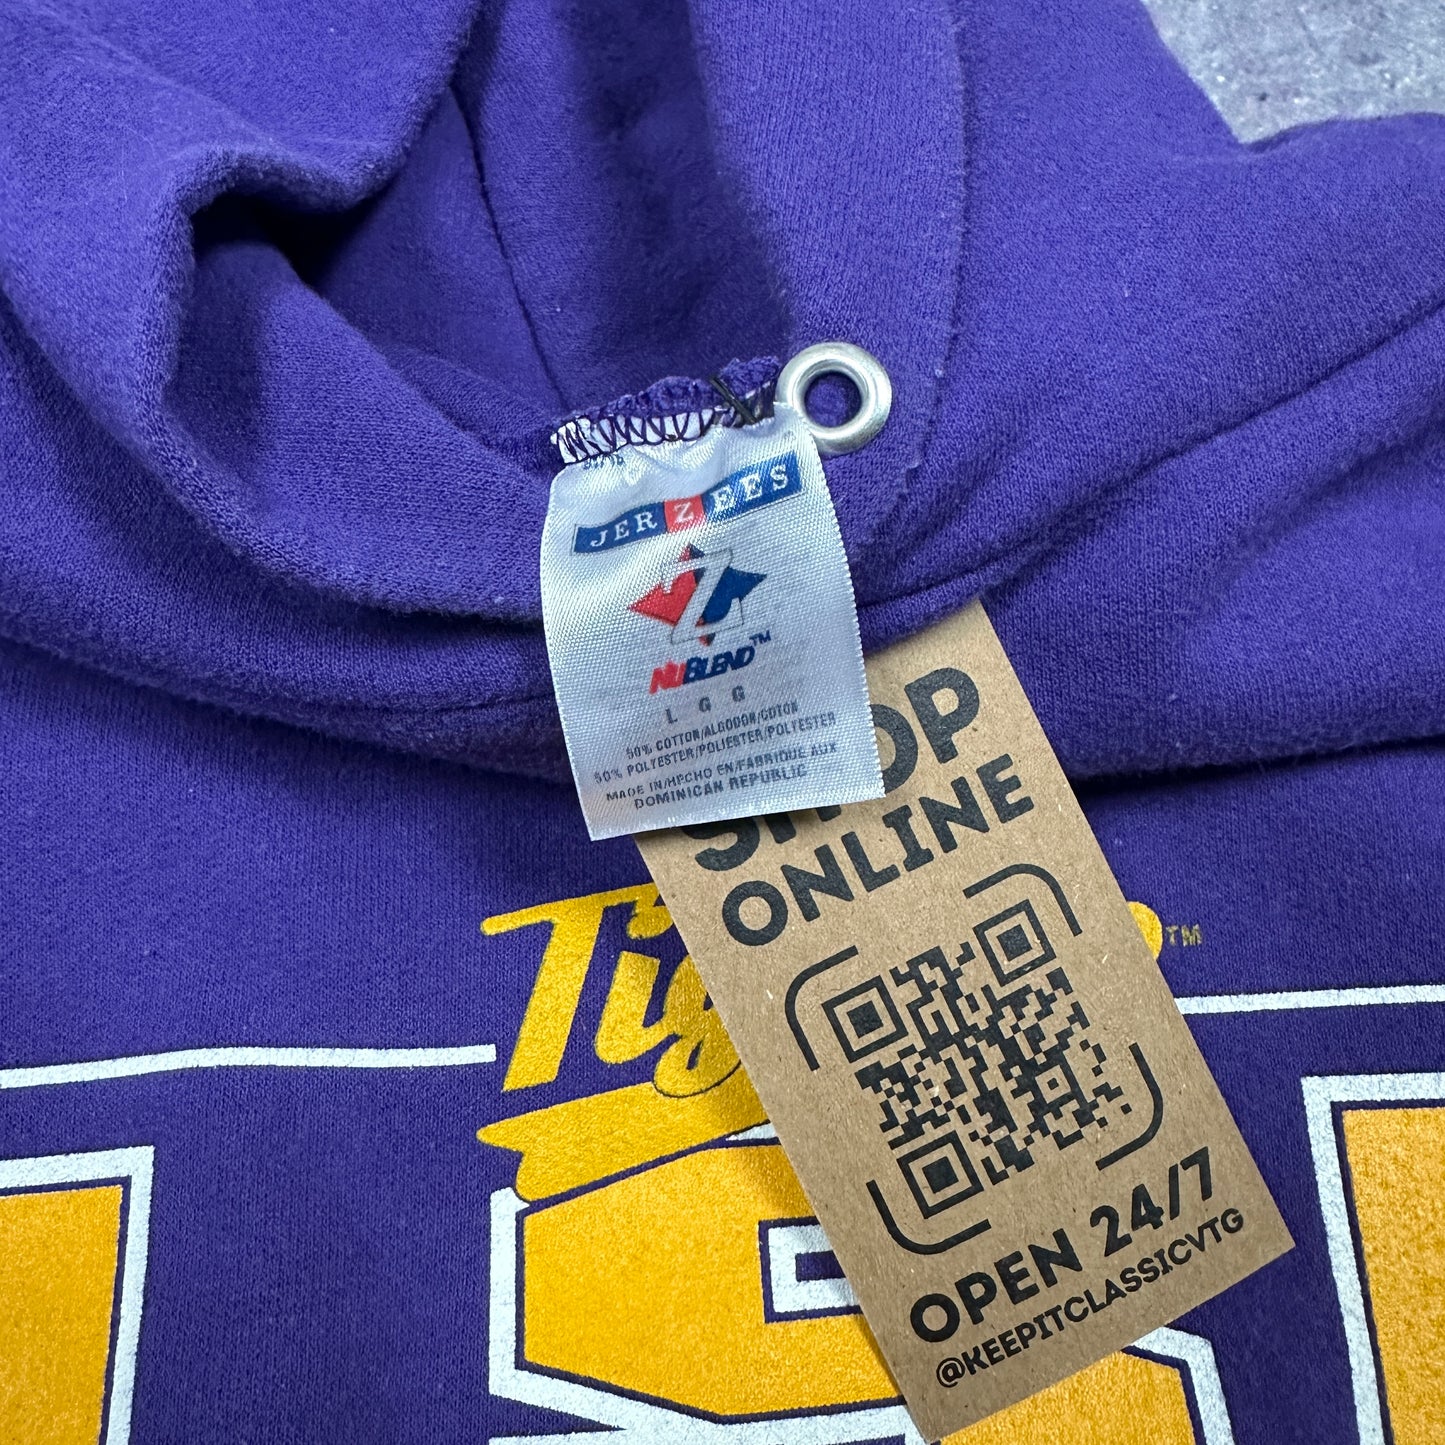 JERZEES
Z
NUBLEND™
L G G
50% COTTON/ALGODON/COTON
50% POLYESTER/POLIESTER/POLYESTER
MADE IN/HECHO EN/FABRIQUE AUX
DOMINICAN REPUBLIC
SHOP
ONLINE
OPEN 24/7
@KEEPITCLASSICVTG
™